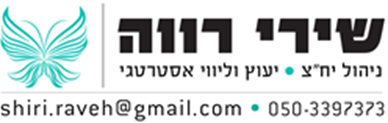 שירי רווה
ניהול יח"צ • יעוץ וליווי אסטרטגי
shiri.raveh@gmail.com • 050-3397373